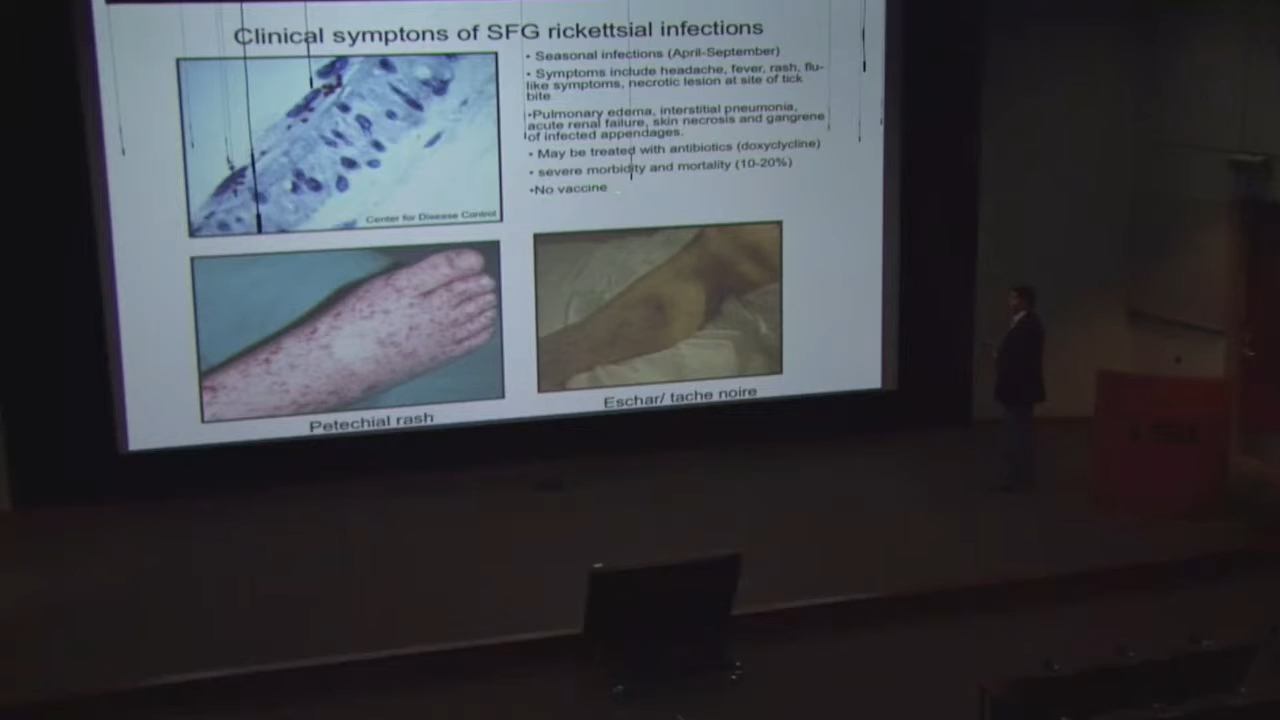 Clinical symptons of SFG rickettsial infections
• Seasonal infections (April-September)
• Symptoms include headache, fever, rash, flu-
like symptoms, necrotic lesion at site of tick
bite
•Pulmonary edema, interstitial pneumonia,
acute renal failure, skin necrosis and gangrene
of infected appendages.
• May be treated with antibiotics (doxycycline)
• severe morbidity and mortality (10-20%)
•No vaccine
Center for Disease Control
Petechial rash
Eschar/ tache noire